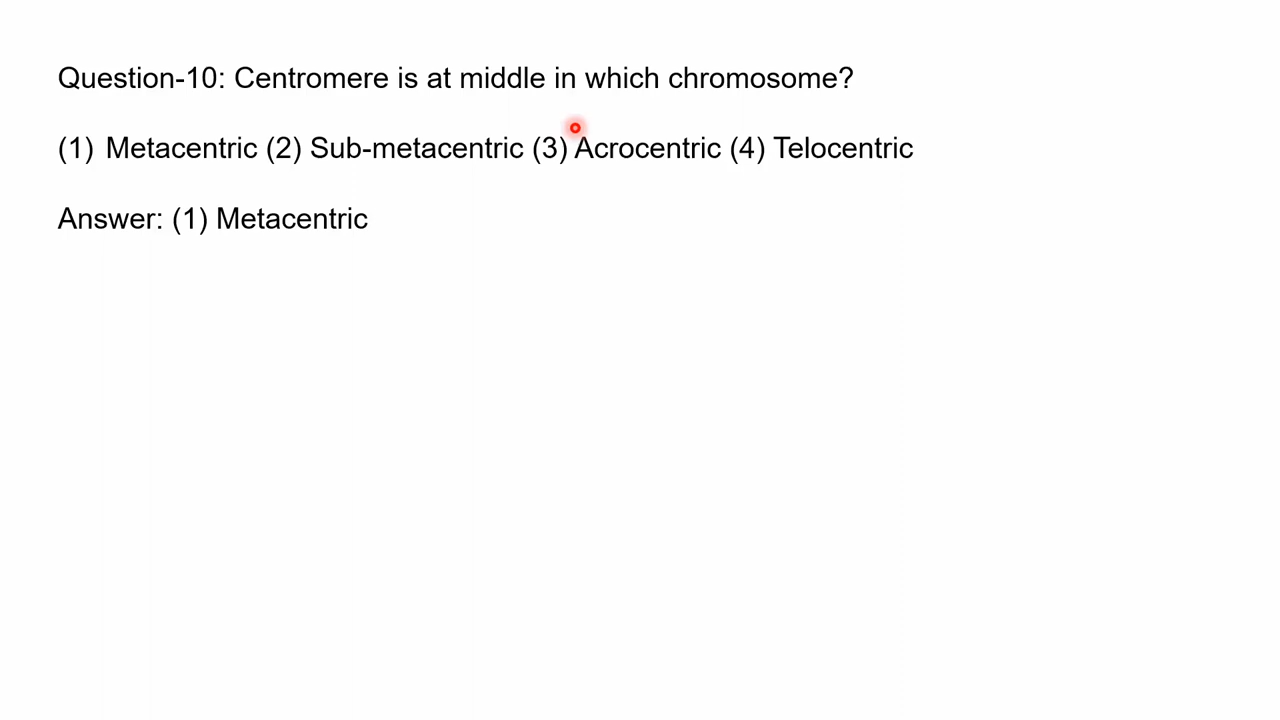 Question-10: Centromere is at middle in which chromosome?
(1) Metacentric (2) Sub-metacentric (3) Acrocentric (4) Telocentric
Answer: (1) Metacentric